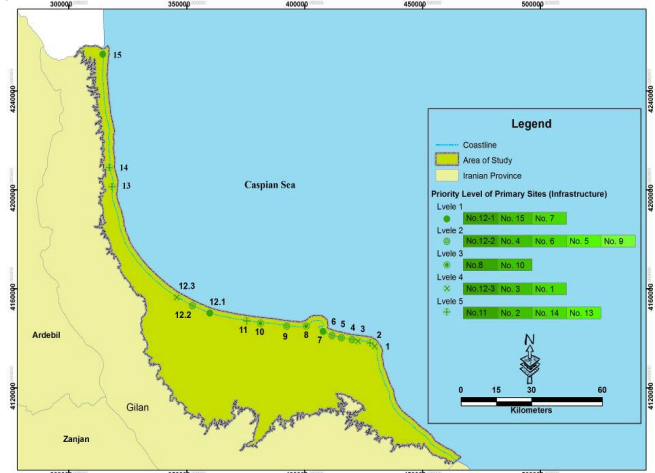 300000 350000 400000 450000 500000
4240000 4240000
4200000 4200000
4160000 4160000
4120000 4120000
15
14
13
Caspian Sea
12.3
12.2
12.1
11
10
9
8
7
6
5
4
3
2
1
Ardebil
Gilan
Zanjan
Legend
Coastline
Area of Study
Iranian Province
Priority Level of Primary Sites (Infrastructure)
Lvele 1
No.12-1 No. 15 No. 7
Lvele 2
No.12-2 No. 4 No. 6 No. 5 No. 9
Lvele 3
No.8 No. 10
Lvele 4
No.12-3 No. 3 No. 1
Lvele 5
No.11 No. 2 No. 14 No. 13
N
0 15 30 60
Kilometers